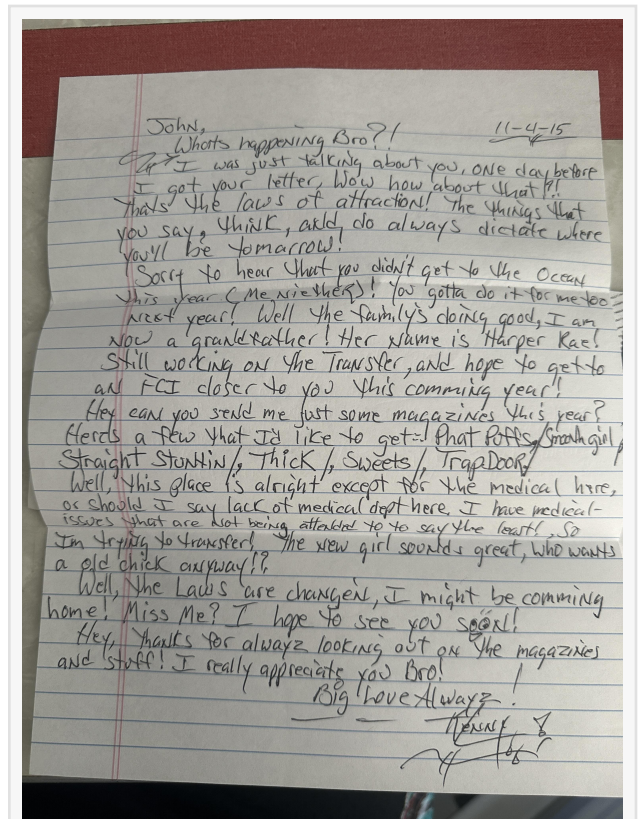 John,
11-4-15
Whats happening Bro?!
I was just talking about you, one day before
I got your letter, Wow how about that?!
Thats the laws of attraction! The things that
you say, think, and, do always dictate where
you'll be tomarrow!
Sorry to hear that you didn't get to the Ocean
this year (Me Niether)! You gotta do it for me too
next year! Well the family's doing good, I am
now a grandfather! Her name is Harper Rae!
Still working on the Transfer, and hope to get to
an FCI closer to you this comming year!
Hey can you send me just some magazines this year?
Here's a few that I'd like to get: Phat Puffs, Smooth girl,
Straight Stuntin/, Thick/, Sweets/, Trap Door/
Well, this place is alright except for the medical here,
or should I say lack of medical dept here. I have medical-
issues that are not being attended to to say the least!, So
Im trying to transfer! The new girl sounds great, who wants
a old chick anyway!?
Well, the Laws are changen, I might be comming
home! Miss Me? I hope to see you soon!
Hey, thanks for alwayz looking out on the magazines
and stuff! I really appreciate you Bro!
Big Love Alwayz!